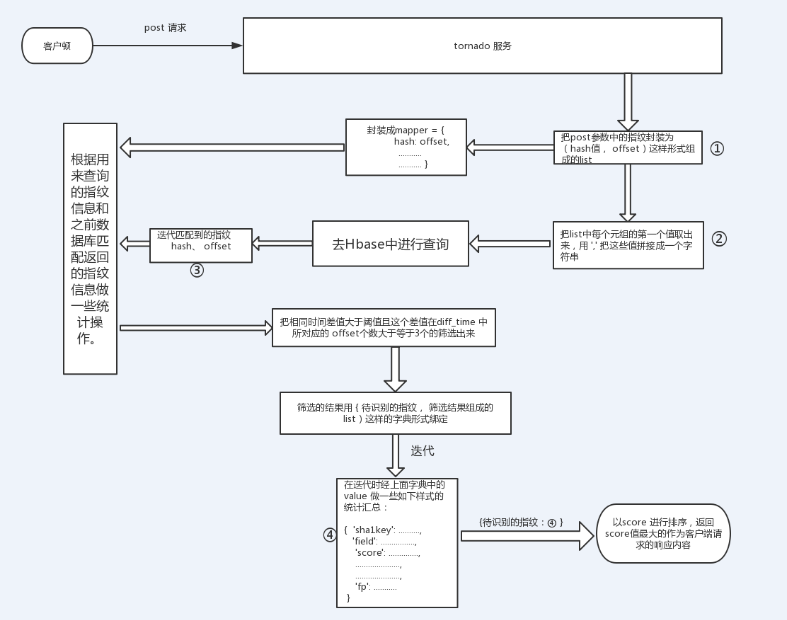 post 请求
客户顿
tornado 服务
封装成mapper = {
hash: offset,
...........
........... }
把post参数中的指纹封装为
（hash值， offset）这样形式组
成的list
①
根据用
来查询
的指纹
信息和
之前数
据库匹
配返回
的指纹
信息做
一些统
计操
作。
迭代匹配到的指纹
hash、 offset
③
去Hbase中进行查询
把list中每个元组的第一个值取出
来，用 ',' 把这些值拼接成一个字
符串
②
把相同时间差值大于阈值且这个差值在diff_time 中
所对应的 offset个数大于等于3个的筛选出来
筛选的结果用 { 待识别的指纹， 筛选结果组成的
list } 这样的字典形式绑定
迭代
在迭代时经上面字典中的
value 做一些如下样式的
统计汇总：
④
{ 'sha1key': .........,
'field': ..............,
'score': .............,
...................,
...................,
'fp': ...........
}
{待识别的指纹：④ }
以score 进行排序，返回
score值最大的作为客户端请
求的响应内容